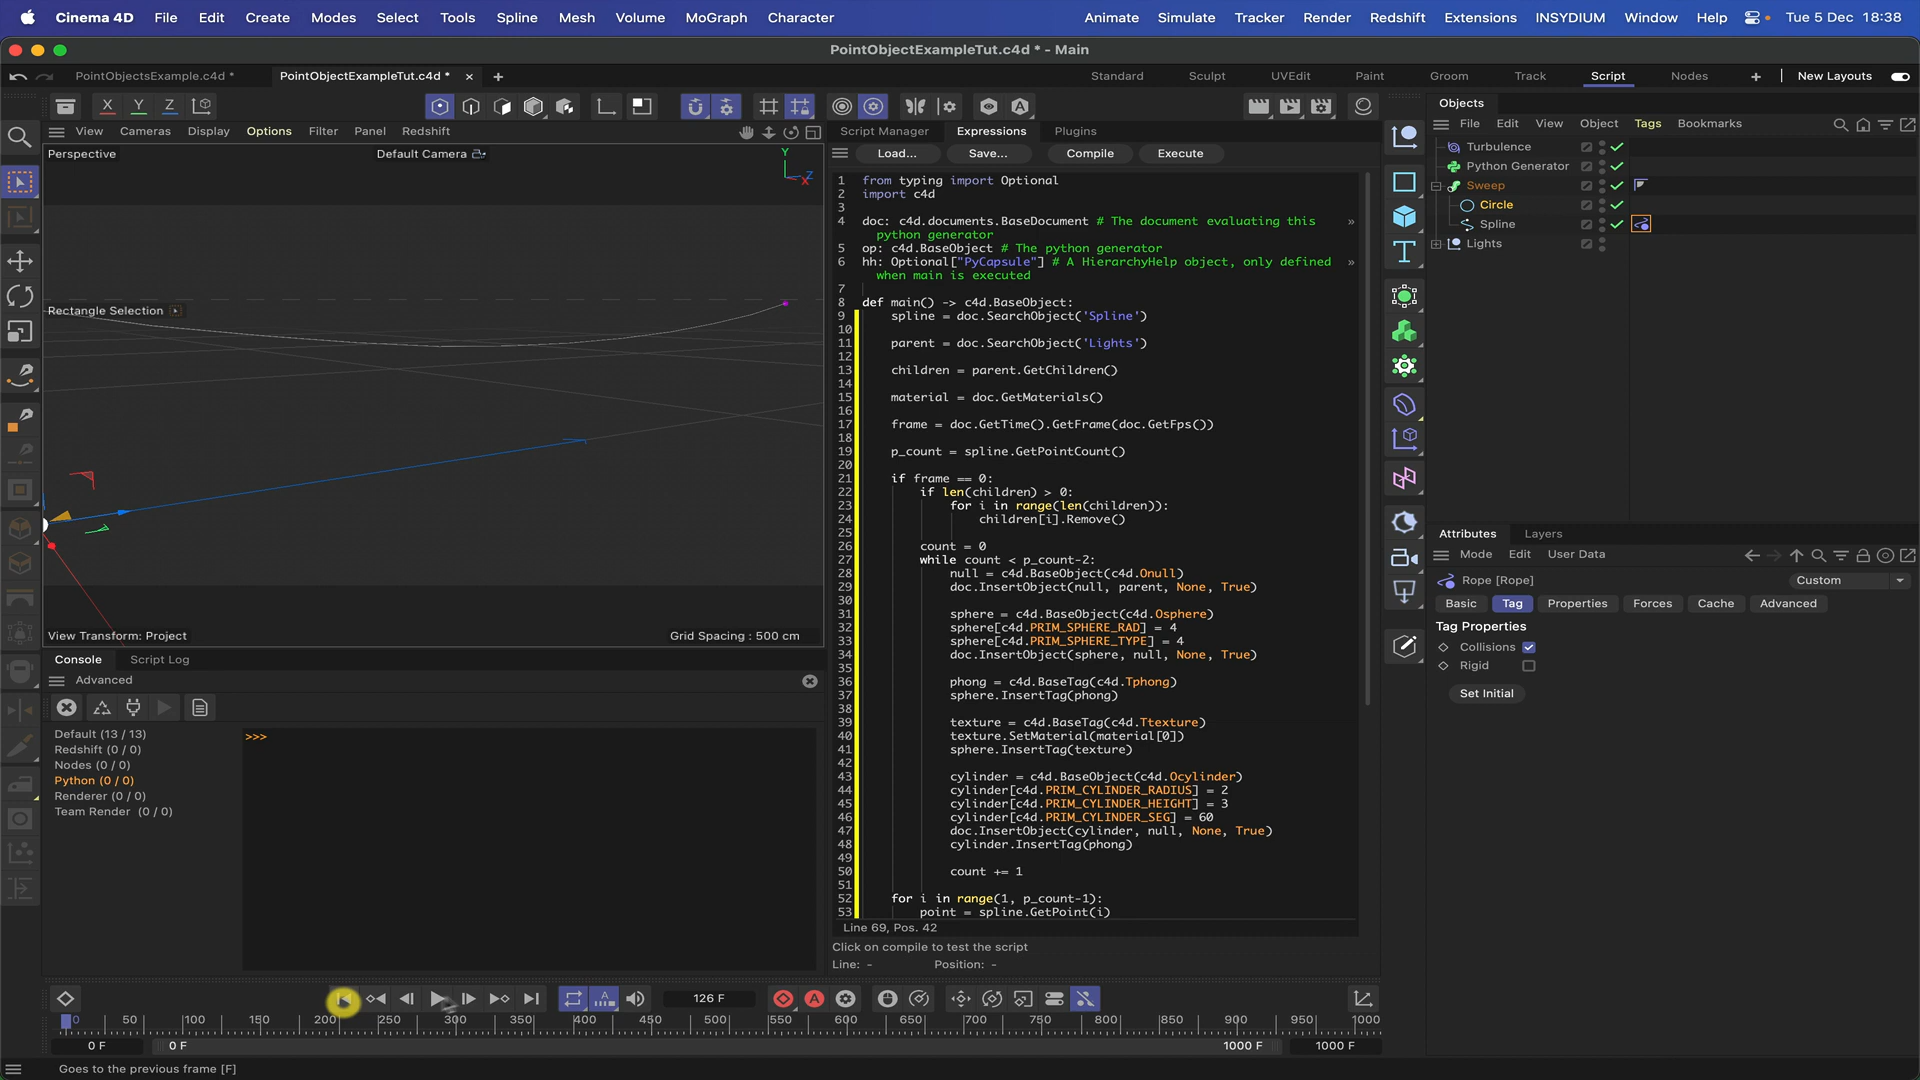 Cinema 4D File Edit Create Modes Select Tools Spline Mesh Volume MoGraph Character Animate Simulate Tracker Render Redshift Extensions INSYDIUM Window Help Tue 5 Dec 18:38
PointObjectExampleTut.c4d * - Main
PointObjectsExample.c4d * PointObjectExampleTut.c4d * × + Standard Sculpt UVEdit Paint Groom Track Script Nodes + New Layouts
X Y Z
View Cameras Display Options Filter Panel Redshift
Perspective Default Camera
Y
Z
X
Rectangle Selection
View Transform: Project Grid Spacing : 500 cm
Console Script Log
Advanced
Default (13 / 13)
Redshift (0 / 0)
Nodes (0 / 0)
Python (0 / 0)
Renderer (0 / 0)
Team Render (0 / 0)
>>>
Script Manager Expressions Plugins
Load... Save... Compile Execute
1 from typing import Optional
2 import c4d
3
4 doc: c4d.documents.BaseDocument # The document evaluating this »
python generator
5 op: c4d.BaseObject # The python generator
6 hh: Optional["PyCapsule"] # A HierarchyHelp object, only defined »
when main is executed
7
8 def main() -> c4d.BaseObject:
9 spline = doc.SearchObject('Spline')
10
11 parent = doc.SearchObject('Lights')
12
13 children = parent.GetChildren()
14
15 material = doc.GetMaterials()
16
17 frame = doc.GetTime().GetFrame(doc.GetFps())
18
19 p_count = spline.GetPointCount()
20
21 if frame == 0:
22 if len(children) > 0:
23 for i in range(len(children)):
24 children[i].Remove()
25
26 count = 0
27 while count < p_count-2:
28 null = c4d.BaseObject(c4d.Onull)
29 doc.InsertObject(null, parent, None, True)
30
31 sphere = c4d.BaseObject(c4d.Osphere)
32 sphere[c4d.PRIM_SPHERE_RAD] = 4
33 sphere[c4d.PRIM_SPHERE_TYPE] = 4
34 doc.InsertObject(sphere, null, None, True)
35
36 phong = c4d.BaseTag(c4d.Tphong)
37 sphere.InsertTag(phong)
38
39 texture = c4d.BaseTag(c4d.Ttexture)
40 texture.SetMaterial(material[0])
41 sphere.InsertTag(texture)
42
43 cylinder = c4d.BaseObject(c4d.Ocylinder)
44 cylinder[c4d.PRIM_CYLINDER_RADIUS] = 2
45 cylinder[c4d.PRIM_CYLINDER_HEIGHT] = 3
46 cylinder[c4d.PRIM_CYLINDER_SEG] = 60
47 doc.InsertObject(cylinder, null, None, True)
48 cylinder.InsertTag(phong)
49
50 count += 1
51
52 for i in range(1, p_count-1):
53 point = spline.GetPoint(i)
Line 69, Pos. 42
Click on compile to test the script
Line: - Position: -
Objects
File Edit View Object Tags Bookmarks
Turbulence
Python Generator
Sweep
Circle
Spline
Lights
Attributes Layers
Mode Edit User Data
Rope [Rope] Custom
Basic Tag Properties Forces Cache Advanced
Tag Properties
Collisions
Rigid
Set Initial
126 F
0 50 100 150 200 250 300 350 400 450 500 550 600 650 700 750 800 850 900 950 1000
0 F 0 F 1000 F 1000 F
Goes to the previous frame [F]